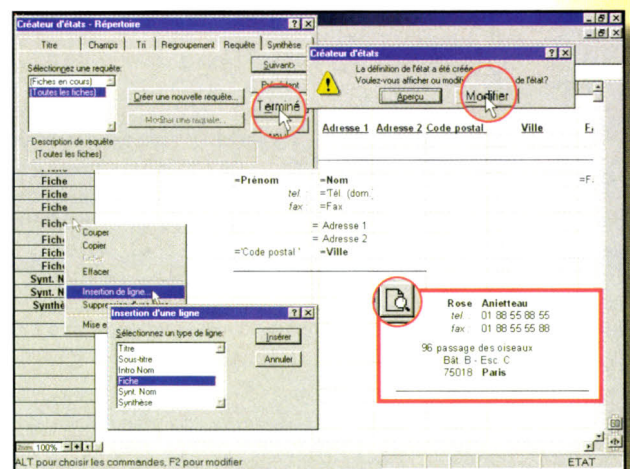 Créateur d'états - Répertoire
Titre Champs Tri Regroupement Requête Synthèse
Sélectionnez une requête:
(Fiches en cours)
(Toutes les fiches)
Suivant>
Précédent
Créer une nouvelle requête...
Terminé
Modifier une requête...
Description de requête
(Toutes les fiches)
Créateur d'états
La définition de l'état a été créée.
Voulez-vous afficher ou modifier de l'état?
Aperçu
Modifier
Adresse 1 Adresse 2 Code postal Ville
Fiche
Fiche
Fiche
Fiche
Fiche
Fiche
Fiche
Synt. N
Synt. N
Synthè
=Prénom =Nom
tel. : ='Tél. (dom.
fax : =Fax
= Adresse 1
= Adresse 2
='Code postal ' =Ville
=F
Couper
Copier
Effacer
Insertion de ligne...
Mise e
Insertion d'une ligne
Sélectionnez un type de ligne:
Titre
Sous-titre
Intro Nom
Fiche
Synt. Nom
Synthèse
Insérer
Annuler
Rose Anietteau
tel : 01 88 55 88 55
fax : 01 88 55 55 88
96 passage des oiseaux
Bât. B - Esc. C
75018 Paris
Zoom 100%
ALT pour choisir les commandes, F2 pour modifier
ETAT